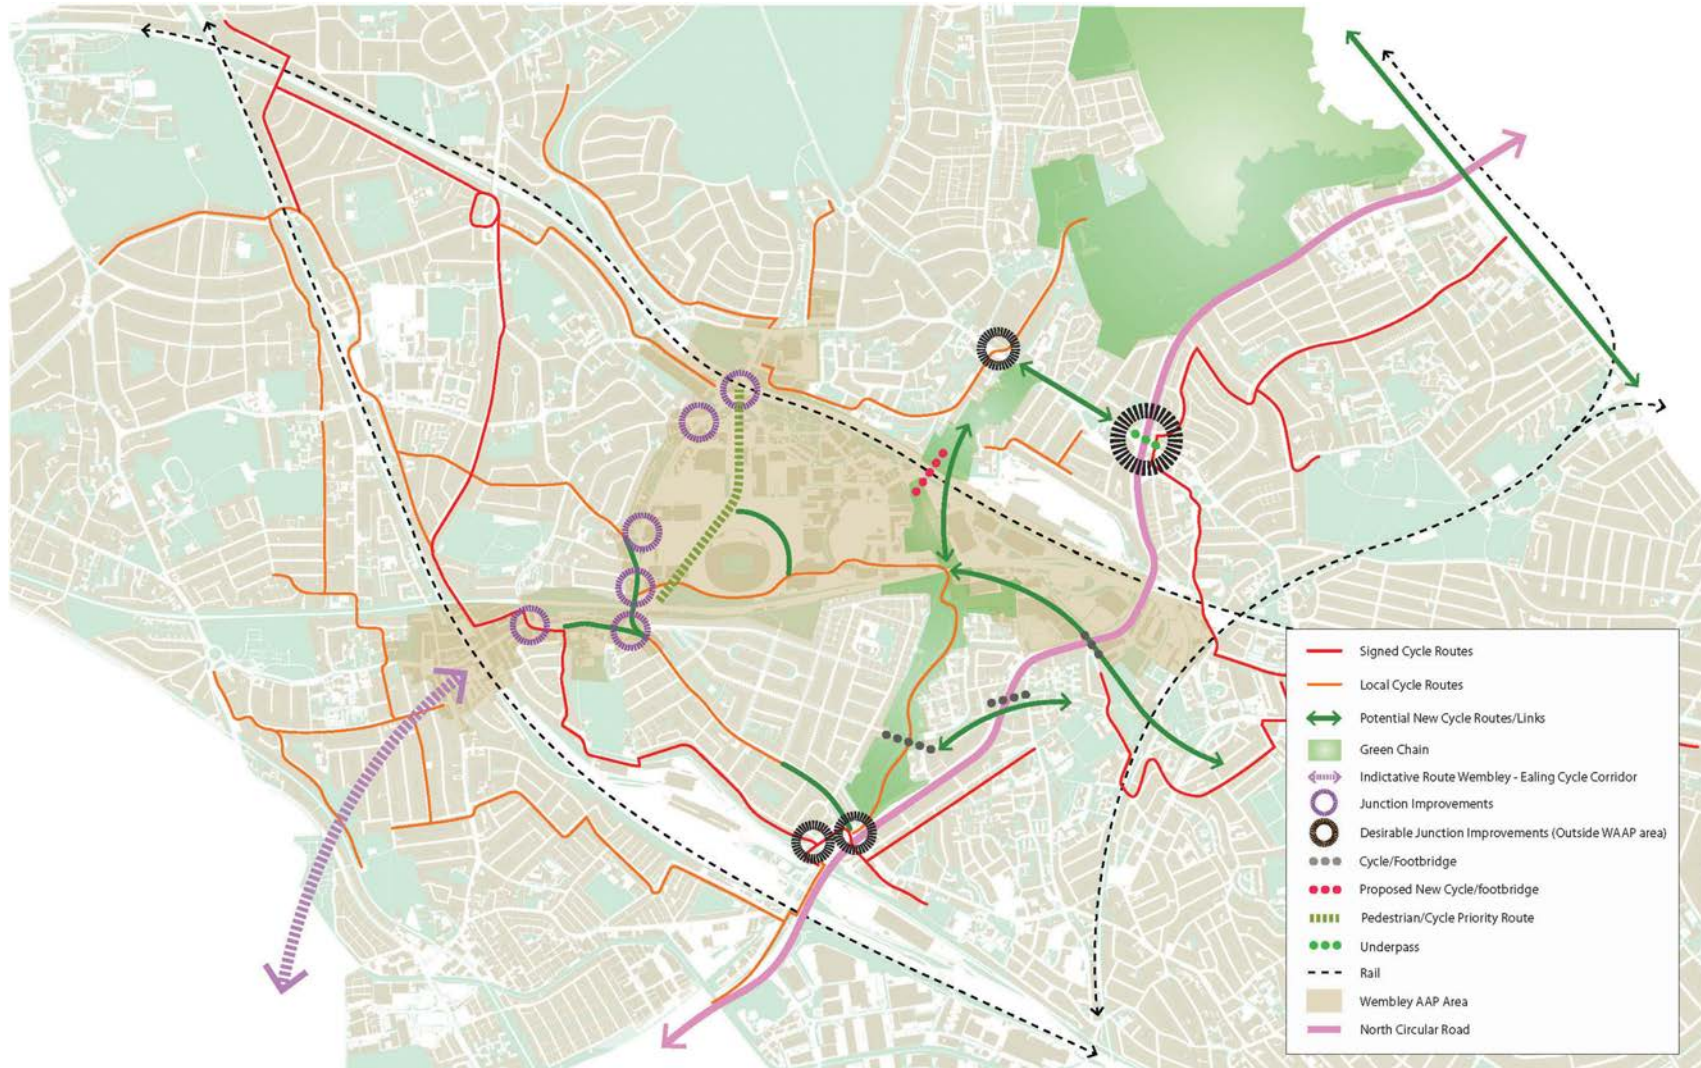 Signed Cycle Routes
Local Cycle Routes
Potential New Cycle Routes/Links
Green Chain
Indictative Route Wembley - Ealing Cycle Corridor
Junction Improvements
Desirable Junction Improvements (Outside WAAP area)
Cycle/Footbridge
Proposed New Cycle/footbridge
Pedestrian/Cycle Priority Route
Underpass
Rail
Wembley AAP Area
North Circular Road